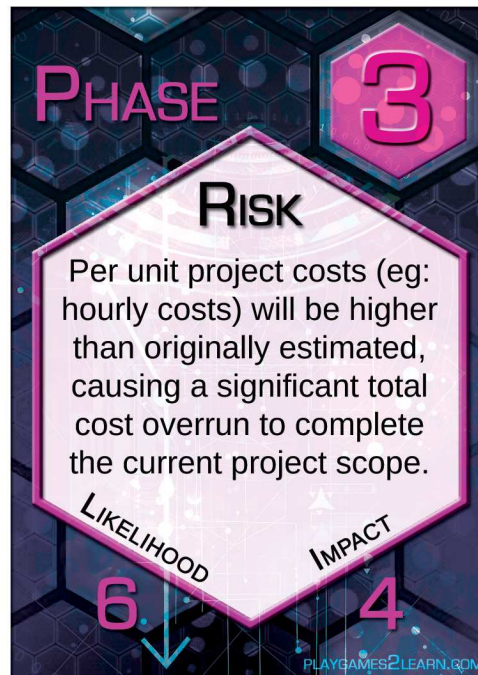 PHASE 3
RISK
Per unit project costs (eg:
hourly costs) will be higher
than originally estimated,
causing a significant total
cost overrun to complete
the current project scope.
LIKELIHOOD
IMPACT
6
4
PLAYGAMES2LEARN.COM